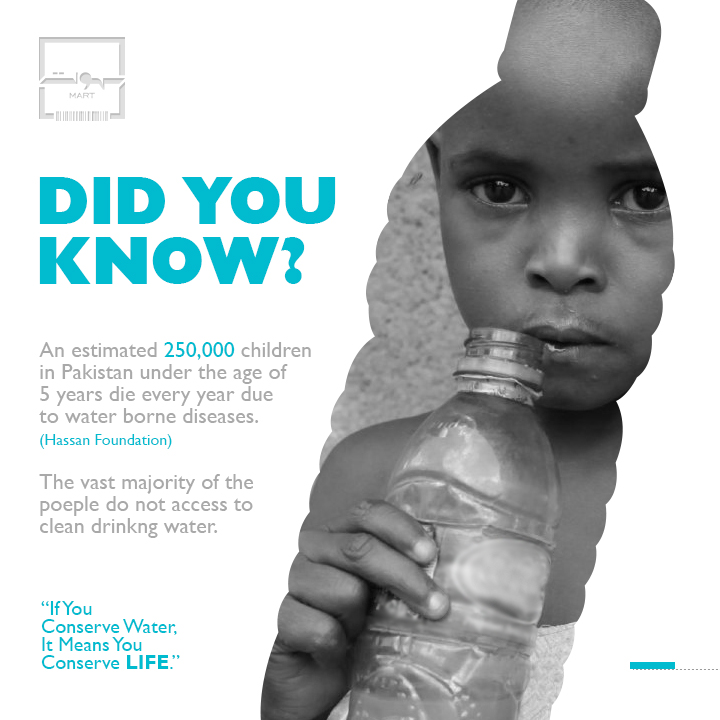 MART
DID YOU
KNOW?
An estimated 250,000 children
in Pakistan under the age of
5 years die every year due
to water borne diseases.
(Hassan Foundation)
The vast majority of the
poeple do not access to
clean drinkng water.
“If You
Conserve Water,
It Means You
Conserve LIFE.”